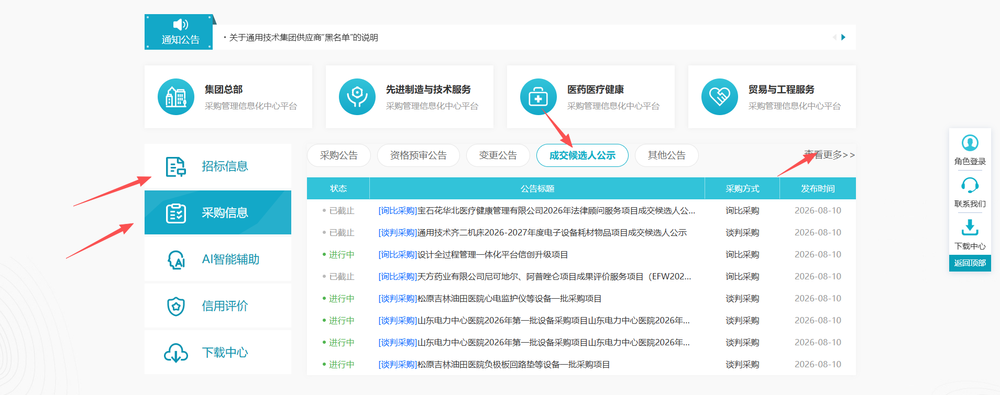 通知公告
·关于通用技术集团供应商“黑名单”的说明
集团总部
采购管理信息化中心平台
先进制造与技术服务
采购管理信息化中心平台
医药医疗健康
采购管理信息化中心平台
贸易与工程服务
采购管理信息化中心平台
招标信息
采购信息
AI智能辅助
信用评价
下载中心
采购公告 资格预审公告 变更公告 成交候选人公示 其他公告 查看更多>>
状态 公告标题 采购方式 发布时间
已截止 [询比采购]宝石花华北医疗健康管理有限公司2026年法律顾问服务项目成交候选人公... 询比采购 2026-08-10
已截止 [谈判采购]通用技术齐二机床2026-2027年度电子设备耗材物品项目成交候选人公示 谈判采购 2026-08-10
进行中 [询比采购]设计全过程管理一体化平台信创升级项目 询比采购 2026-08-10
已截止 [询比采购]天方药业有限公司尼可地尔、阿普唑仑项目成果评价服务项目（EFW202... 询比采购 2026-08-10
进行中 [谈判采购]松原吉林油田医院心电监护仪等设备一批采购项目 谈判采购 2026-08-10
进行中 [谈判采购]山东电力中心医院2026年第一批设备采购项目山东电力中心医院2026年... 谈判采购 2026-08-10
进行中 [谈判采购]山东电力中心医院2026年第一批设备采购项目山东电力中心医院2026年... 谈判采购 2026-08-10
进行中 [谈判采购]松原吉林油田医院负极板回路垫等设备一批采购项目 谈判采购 2026-08-10
角色登录
联系我们
下载中心
返回顶部